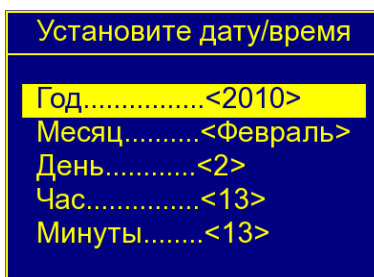 Установите дату/время
Год................<2010>
Месяц..........<Февраль>
День............<2>
Час...............<13>
Минуты........<13>